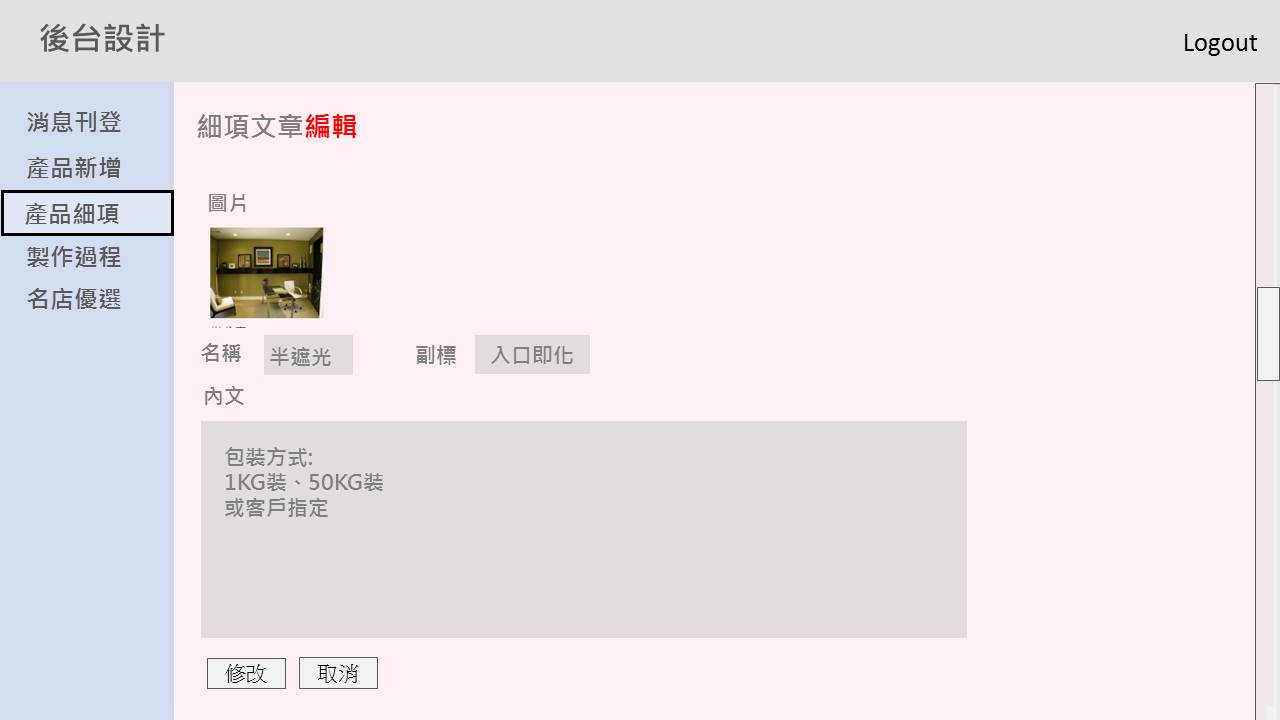 後台設計
Logout
消息刊登
產品新增
產品細項
製作過程
名店優選
細項文章編輯
圖片
名稱
半遮光
副標
入口即化
內文
包裝方式:
1KG裝、50KG裝
或客戶指定
修改
取消